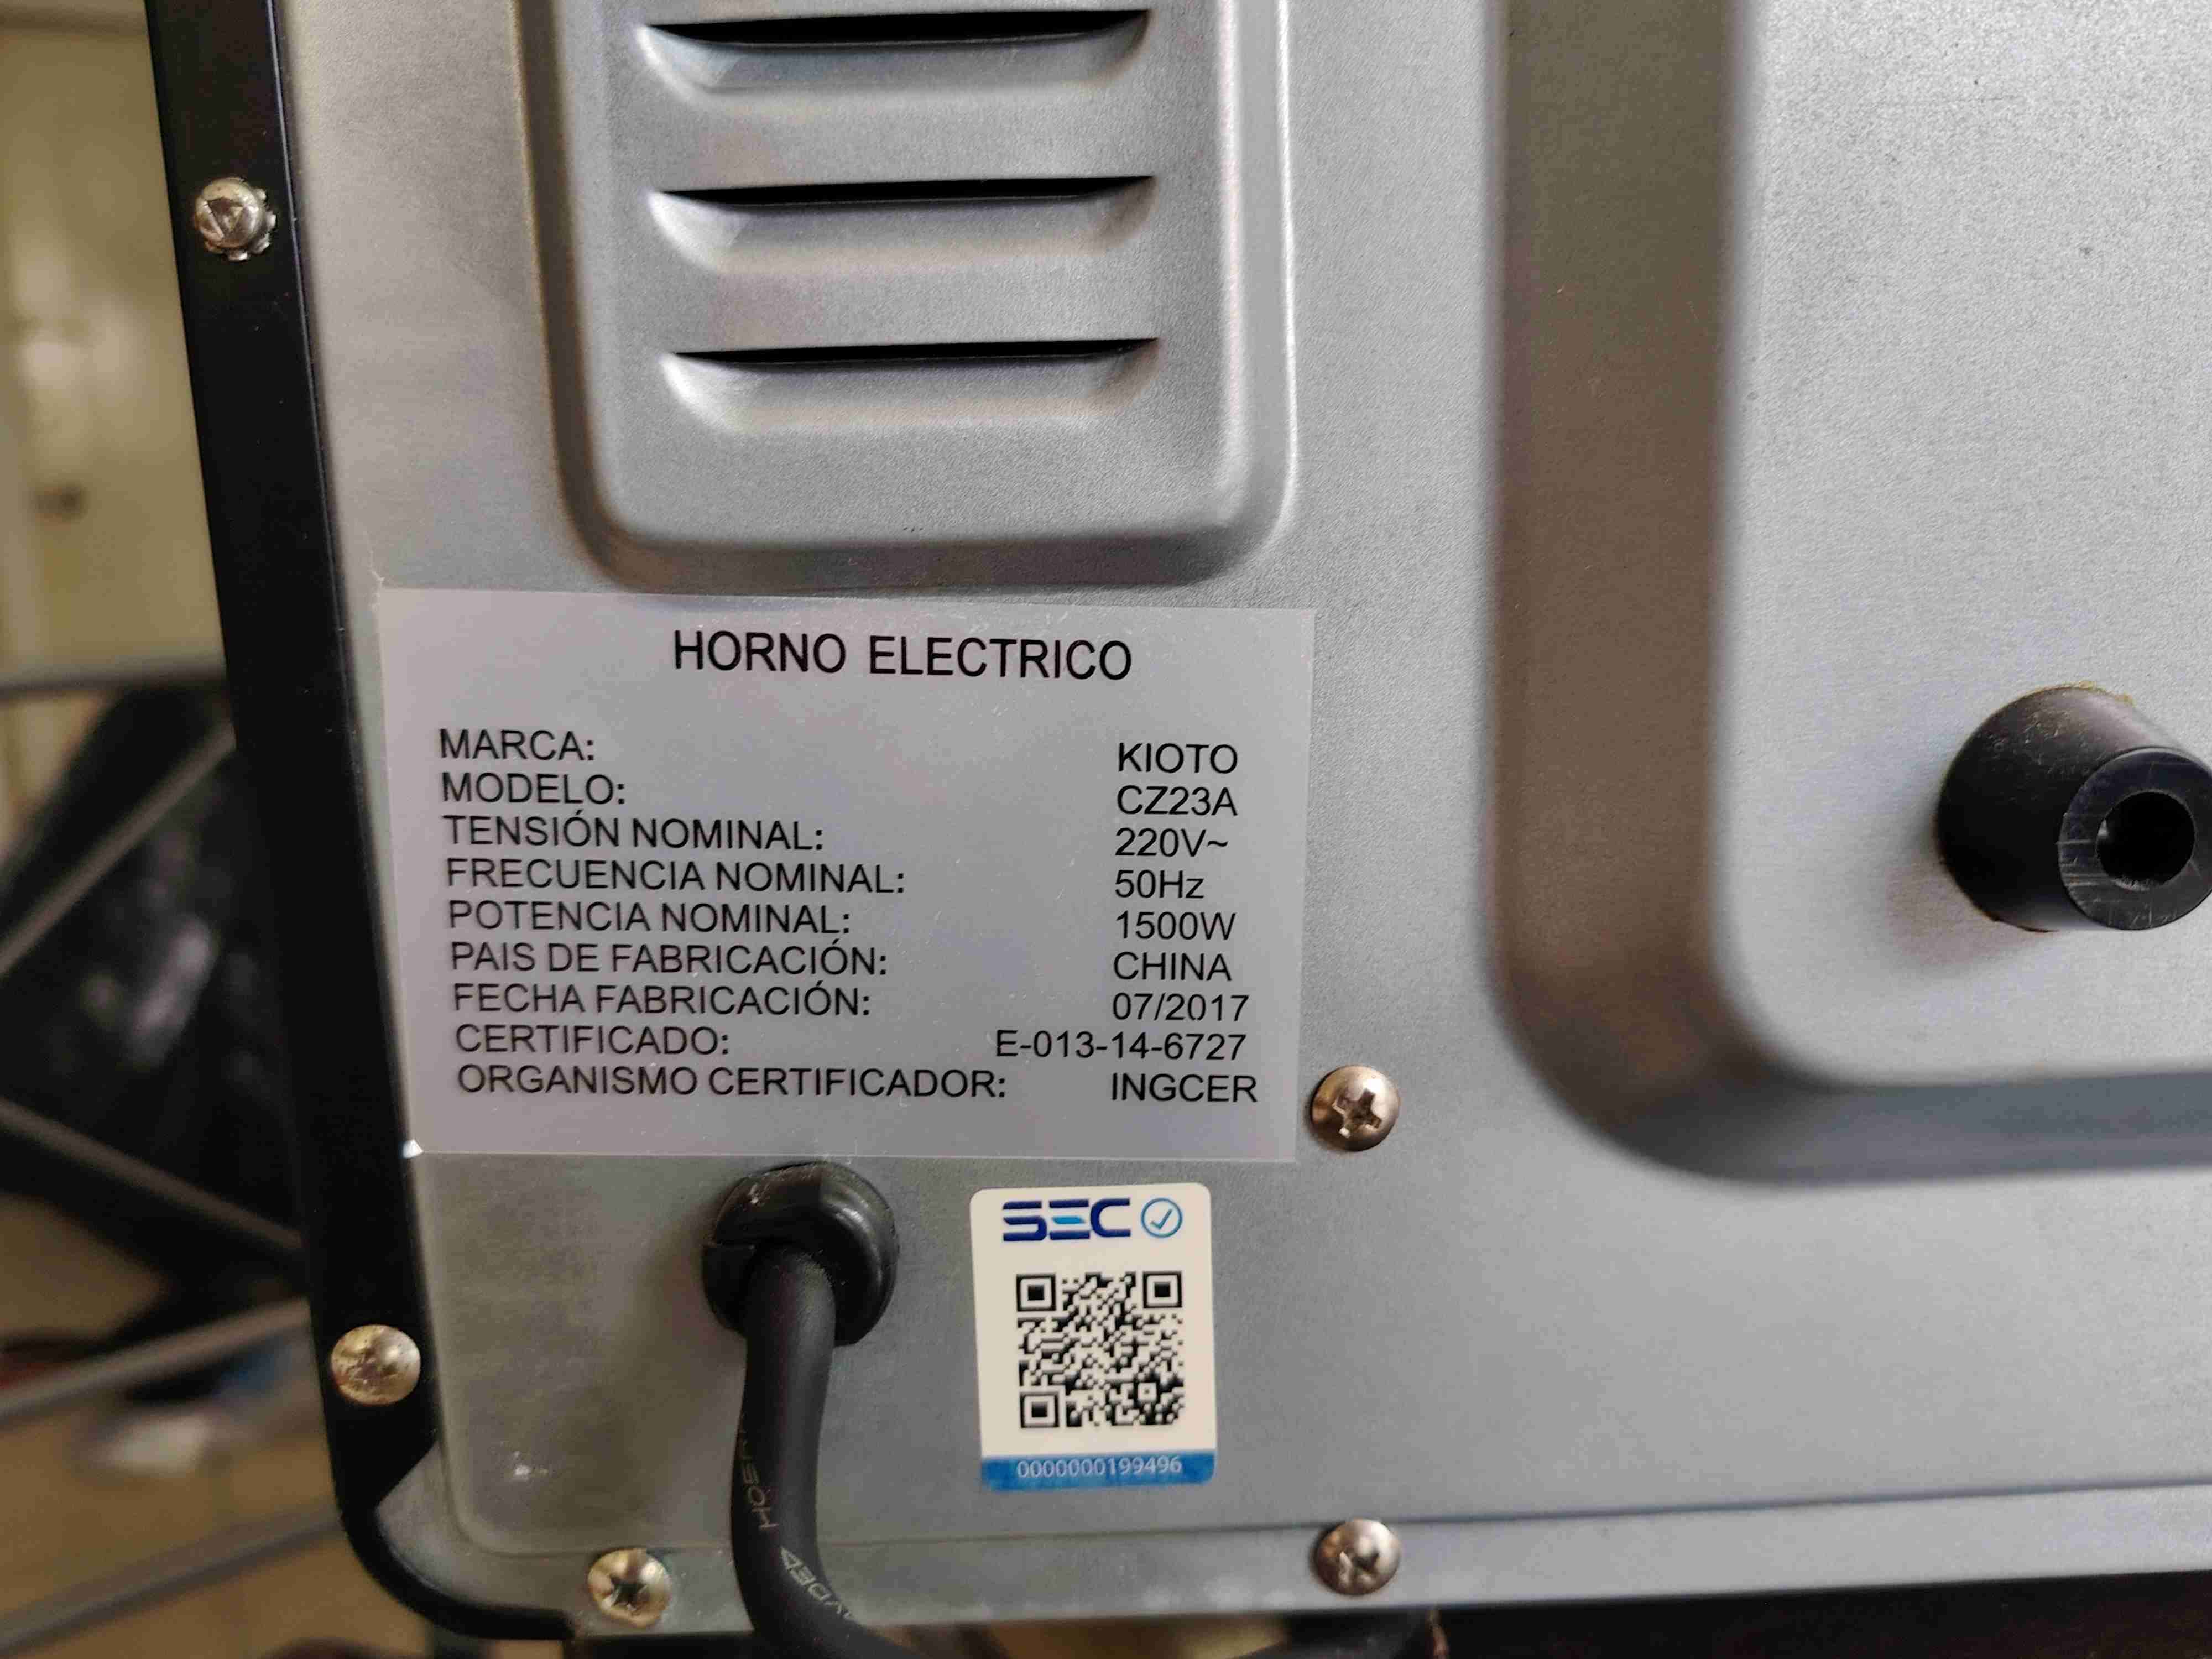 HORNO ELECTRICO
MARCA: KIOTO
MODELO: CZ23A
TENSIÓN NOMINAL: 220V~
FRECUENCIA NOMINAL: 50Hz
POTENCIA NOMINAL: 1500W
PAIS DE FABRICACIÓN: CHINA
FECHA FABRICACIÓN: 07/2017
CERTIFICADO: E-013-14-6727
ORGANISMO CERTIFICADOR: INGCER
SEC
0000000199496